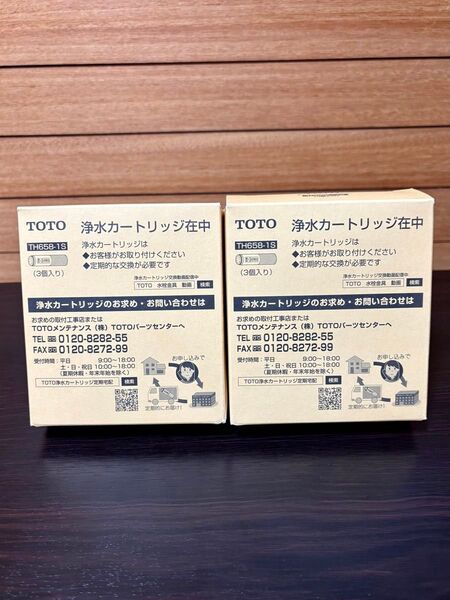 TOTO 浄水カートリッジ在中
TH658-1S
浄水カートリッジは
◆お客様がお取り付けください
◆定期的な交換が必要です
(3個入り)
浄水カートリッジ交換動画配信中
TOTO 水栓金具 動画 検索
浄水カートリッジのお求め・お問い合わせは
お求めの取付工事店または
TOTOメンテナンス(株)TOTOパーツセンターへ
TEL 0120-8282-55
FAX 0120-8272-99
受付時間:平日 9:00~18:00
土・日・祝日 10:00~18:00
(夏期休暇・年末年始を除く)
お申し込みで
TOTO浄水カートリッジ定期宅配 検索
定期的にお届け!
TOTO 浄水カートリッジ在中
TH658-1S
浄水カートリッジは
◆お客様がお取り付けください
◆定期的な交換が必要です
(3個入り)
浄水カートリッジ交換動画配信中
TOTO 水栓金具 動画 検索
浄水カートリッジのお求め・お問い合わせは
お求めの取付工事店または
TOTOメンテナンス(株)TOTOパーツセンターへ
TEL 0120-8282-55
FAX 0120-8272-99
受付時間:平日 9:00~18:00
土・日・祝日 10:00~18:00
(夏期休暇・年末年始を除く)
お申し込みで
TOTO浄水カートリッジ定期宅配 検索
定期的にお届け!